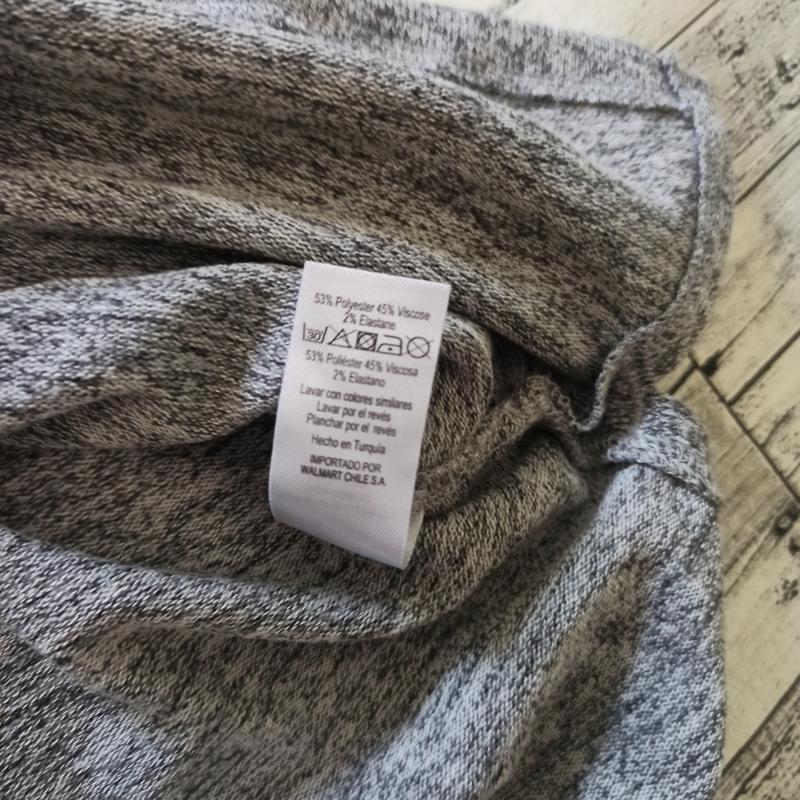 53% Polyester 45% Viscose
2% Elastane
30
53% Poliéster 45% Viscosa
2% Elastano
Lavar con colores similares
Lavar por el revés
Planchar por el revés
Hecho en Turquía
IMPORTADO POR
WALMART CHILE S.A.